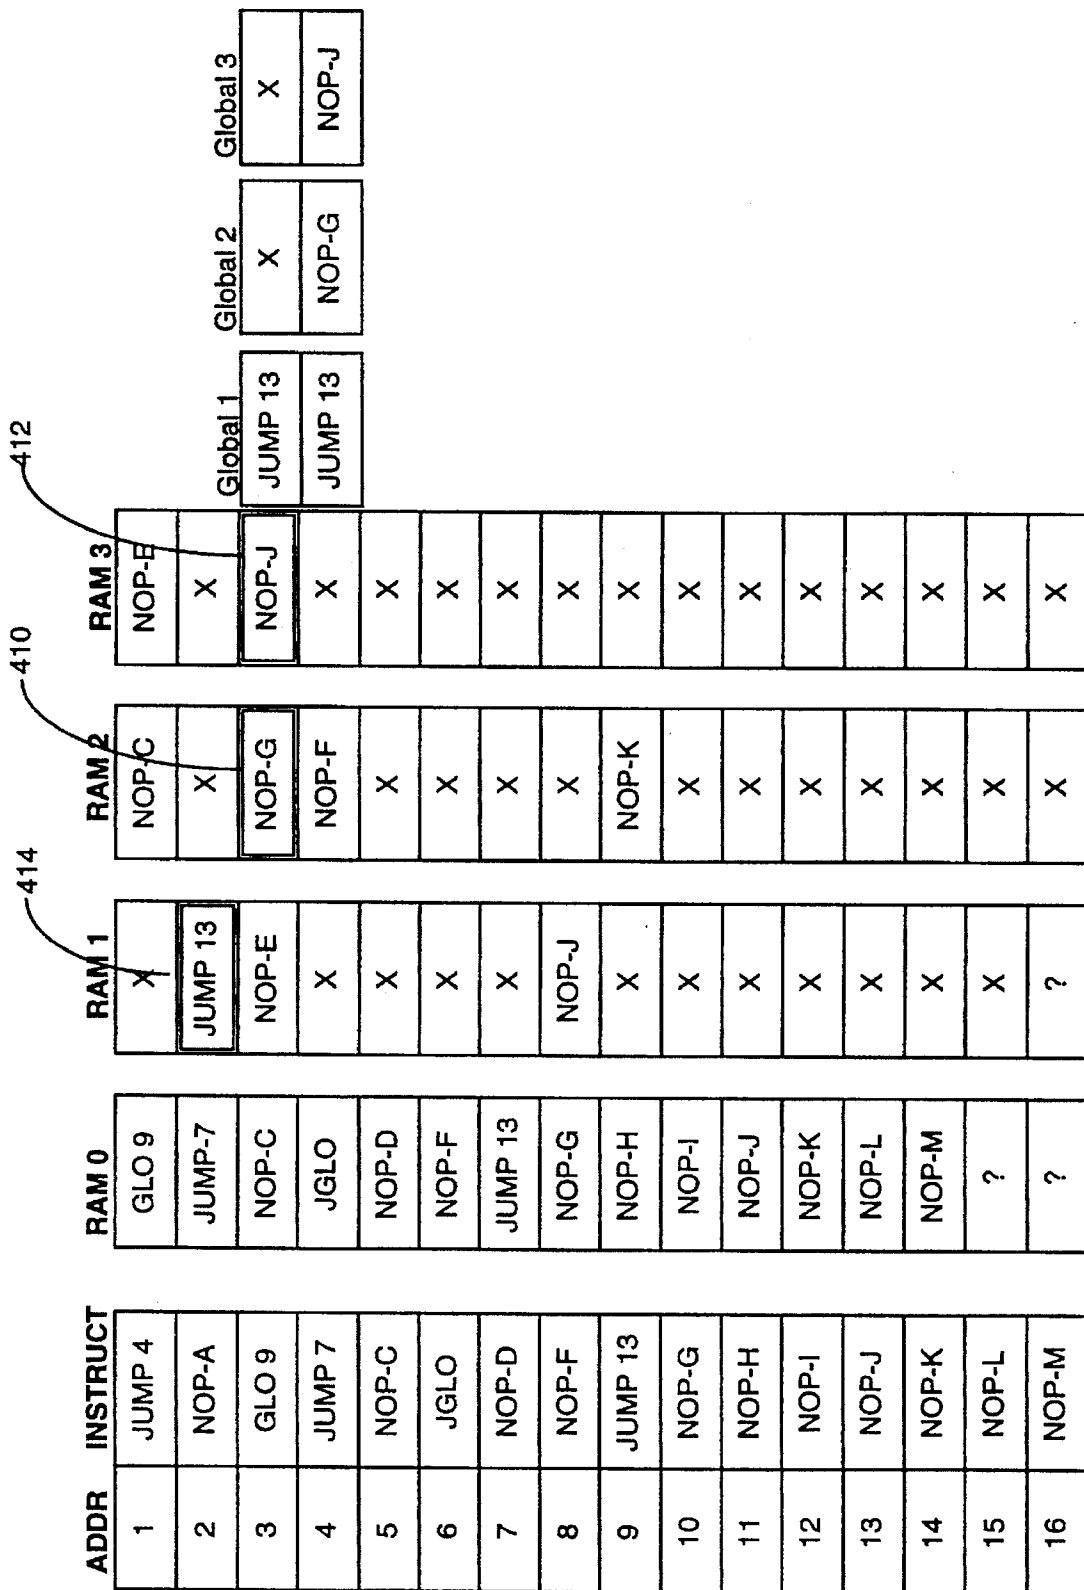 414 410 412
ADDR INSTRUCT RAM 0 RAM 1 RAM 2 RAM 3
1 JUMP 4 GLO 9 X NOP-C NOP-E
2 NOP-A JUMP-7 JUMP 13 X X Global 1 Global 2 Global 3
3 GLO 9 NOP-C NOP-E NOP-G NOP-J JUMP 13 X X
4 JUMP 7 JGLO X NOP-F X JUMP 13 NOP-G NOP-J
5 NOP-C NOP-D X X X
6 JGLO NOP-F X X X
7 NOP-D JUMP 13 X X X
8 NOP-F NOP-G NOP-J X X
9 JUMP 13 NOP-H X NOP-K X
10 NOP-G NOP-I X X X
11 NOP-H NOP-J X X X
12 NOP-I NOP-K X X X
13 NOP-J NOP-L X X X
14 NOP-K NOP-M X X X
15 NOP-L ? X X X
16 NOP-M ? ? X X